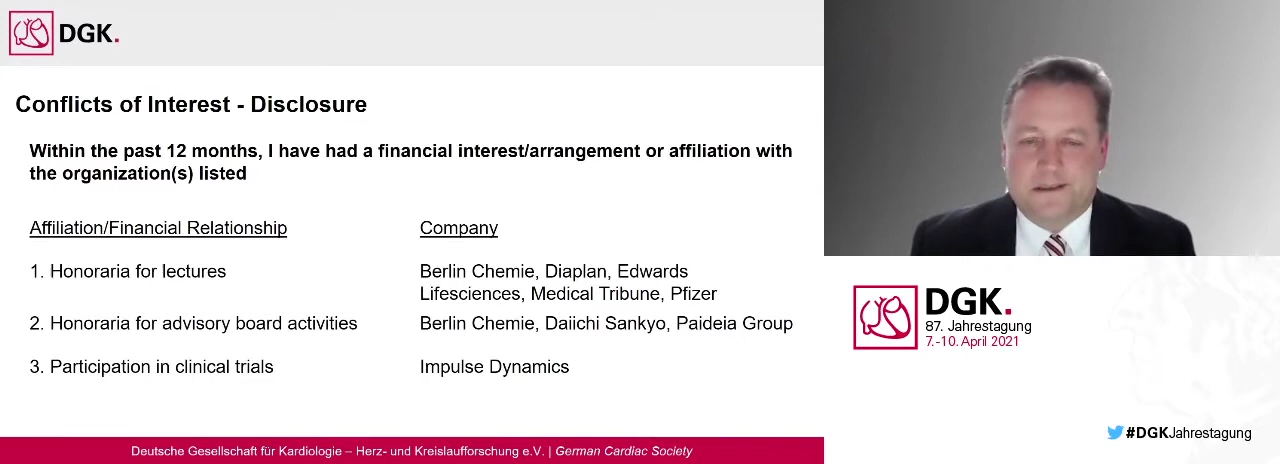 DGK.
Conflicts of Interest - Disclosure
Within the past 12 months, I have had a financial interest/arrangement or affiliation with
the organization(s) listed
Affiliation/Financial Relationship
Company
1. Honoraria for lectures
Berlin Chemie, Diaplan, Edwards
Lifesciences, Medical Tribune, Pfizer
2. Honoraria for advisory board activities
Berlin Chemie, Daiichi Sankyo, Paideia Group
3. Participation in clinical trials
Impulse Dynamics
Deutsche Gesellschaft für Kardiologie – Herz- und Kreislaufforschung e.V. | German Cardiac Society
DGK.
87. Jahrestagung
7.-10. April 2021
#DGKJahrestagung